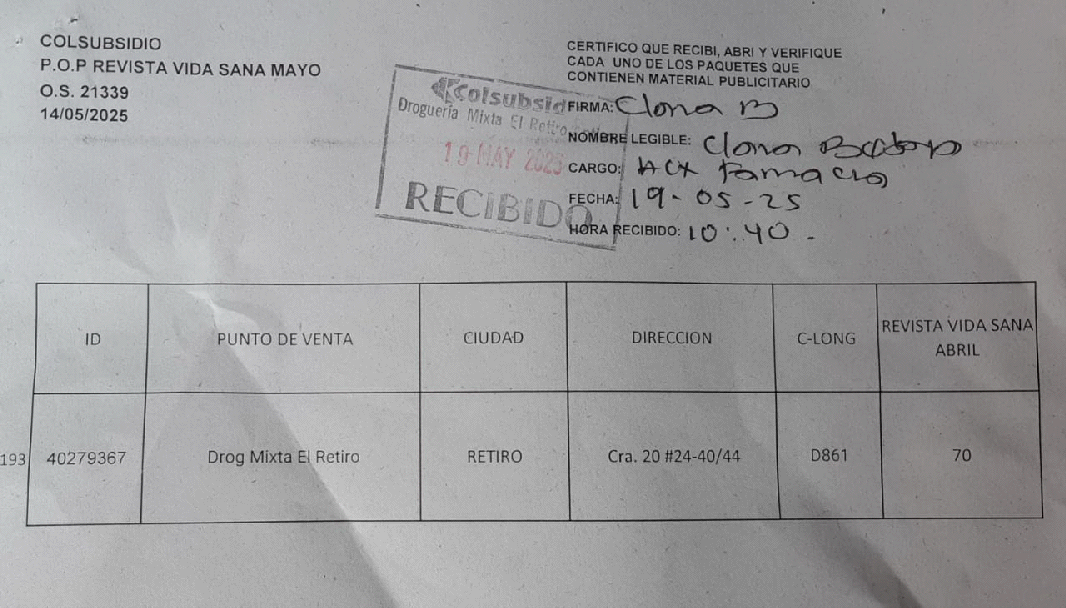 COLSUBSIDIO
P.O.P REVISTA VIDA SANA MAYO
O.S. 21339
14/05/2025
CERTIFICO QUE RECIBI, ABRI Y VERIFIQUE
CADA UNO DE LOS PAQUETES QUE
CONTIENEN MATERIAL PUBLICITARIO
Colsubsid
Droguería Mixta El Retiro
19 MAY 2025
RECIBIDO
FIRMA: B
NOMBRE LEGIBLE:
CARGO: Aux Farmacia
FECHA: 19-05-25
HORA RECIBIDO: 10:40.
ID PUNTO DE VENTA CIUDAD DIRECCION C-LONG REVISTA VIDA SANA
ABRIL
193 40279367 Drog Mixta El Retiro RETIRO Cra. 20 #24-40/44 D861 70